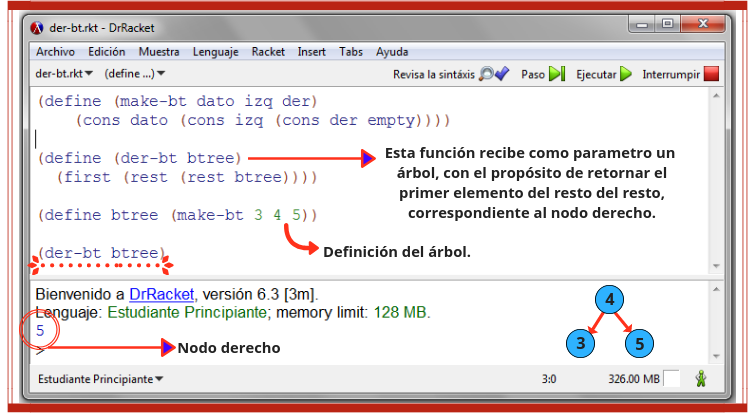 der-bt.rkt - DrRacket
Archivo Edición Muestra Lenguaje Racket Insert Tabs Ayuda
der-bt.rkt (define ...) Revisa la sintáxis Paso Ejecutar Interrumpir
(define (make-bt dato izq der)
(cons dato (cons izq (cons der empty))))
(define (der-bt btree)
(first (rest (rest btree))))
Esta función recibe como parametro un
árbol, con el propósito de retornar el
primer elemento del resto del resto,
correspondiente al nodo derecho.
(define btree (make-bt 3 4 5))
Definición del árbol.
(der-bt btree)
Bienvenido a DrRacket, versión 6.3 [3m].
Lenguaje: Estudiante Principiante; memory limit: 128 MB.
5
>
Nodo derecho
4
3 5
Estudiante Principiante 3:0 326.00 MB